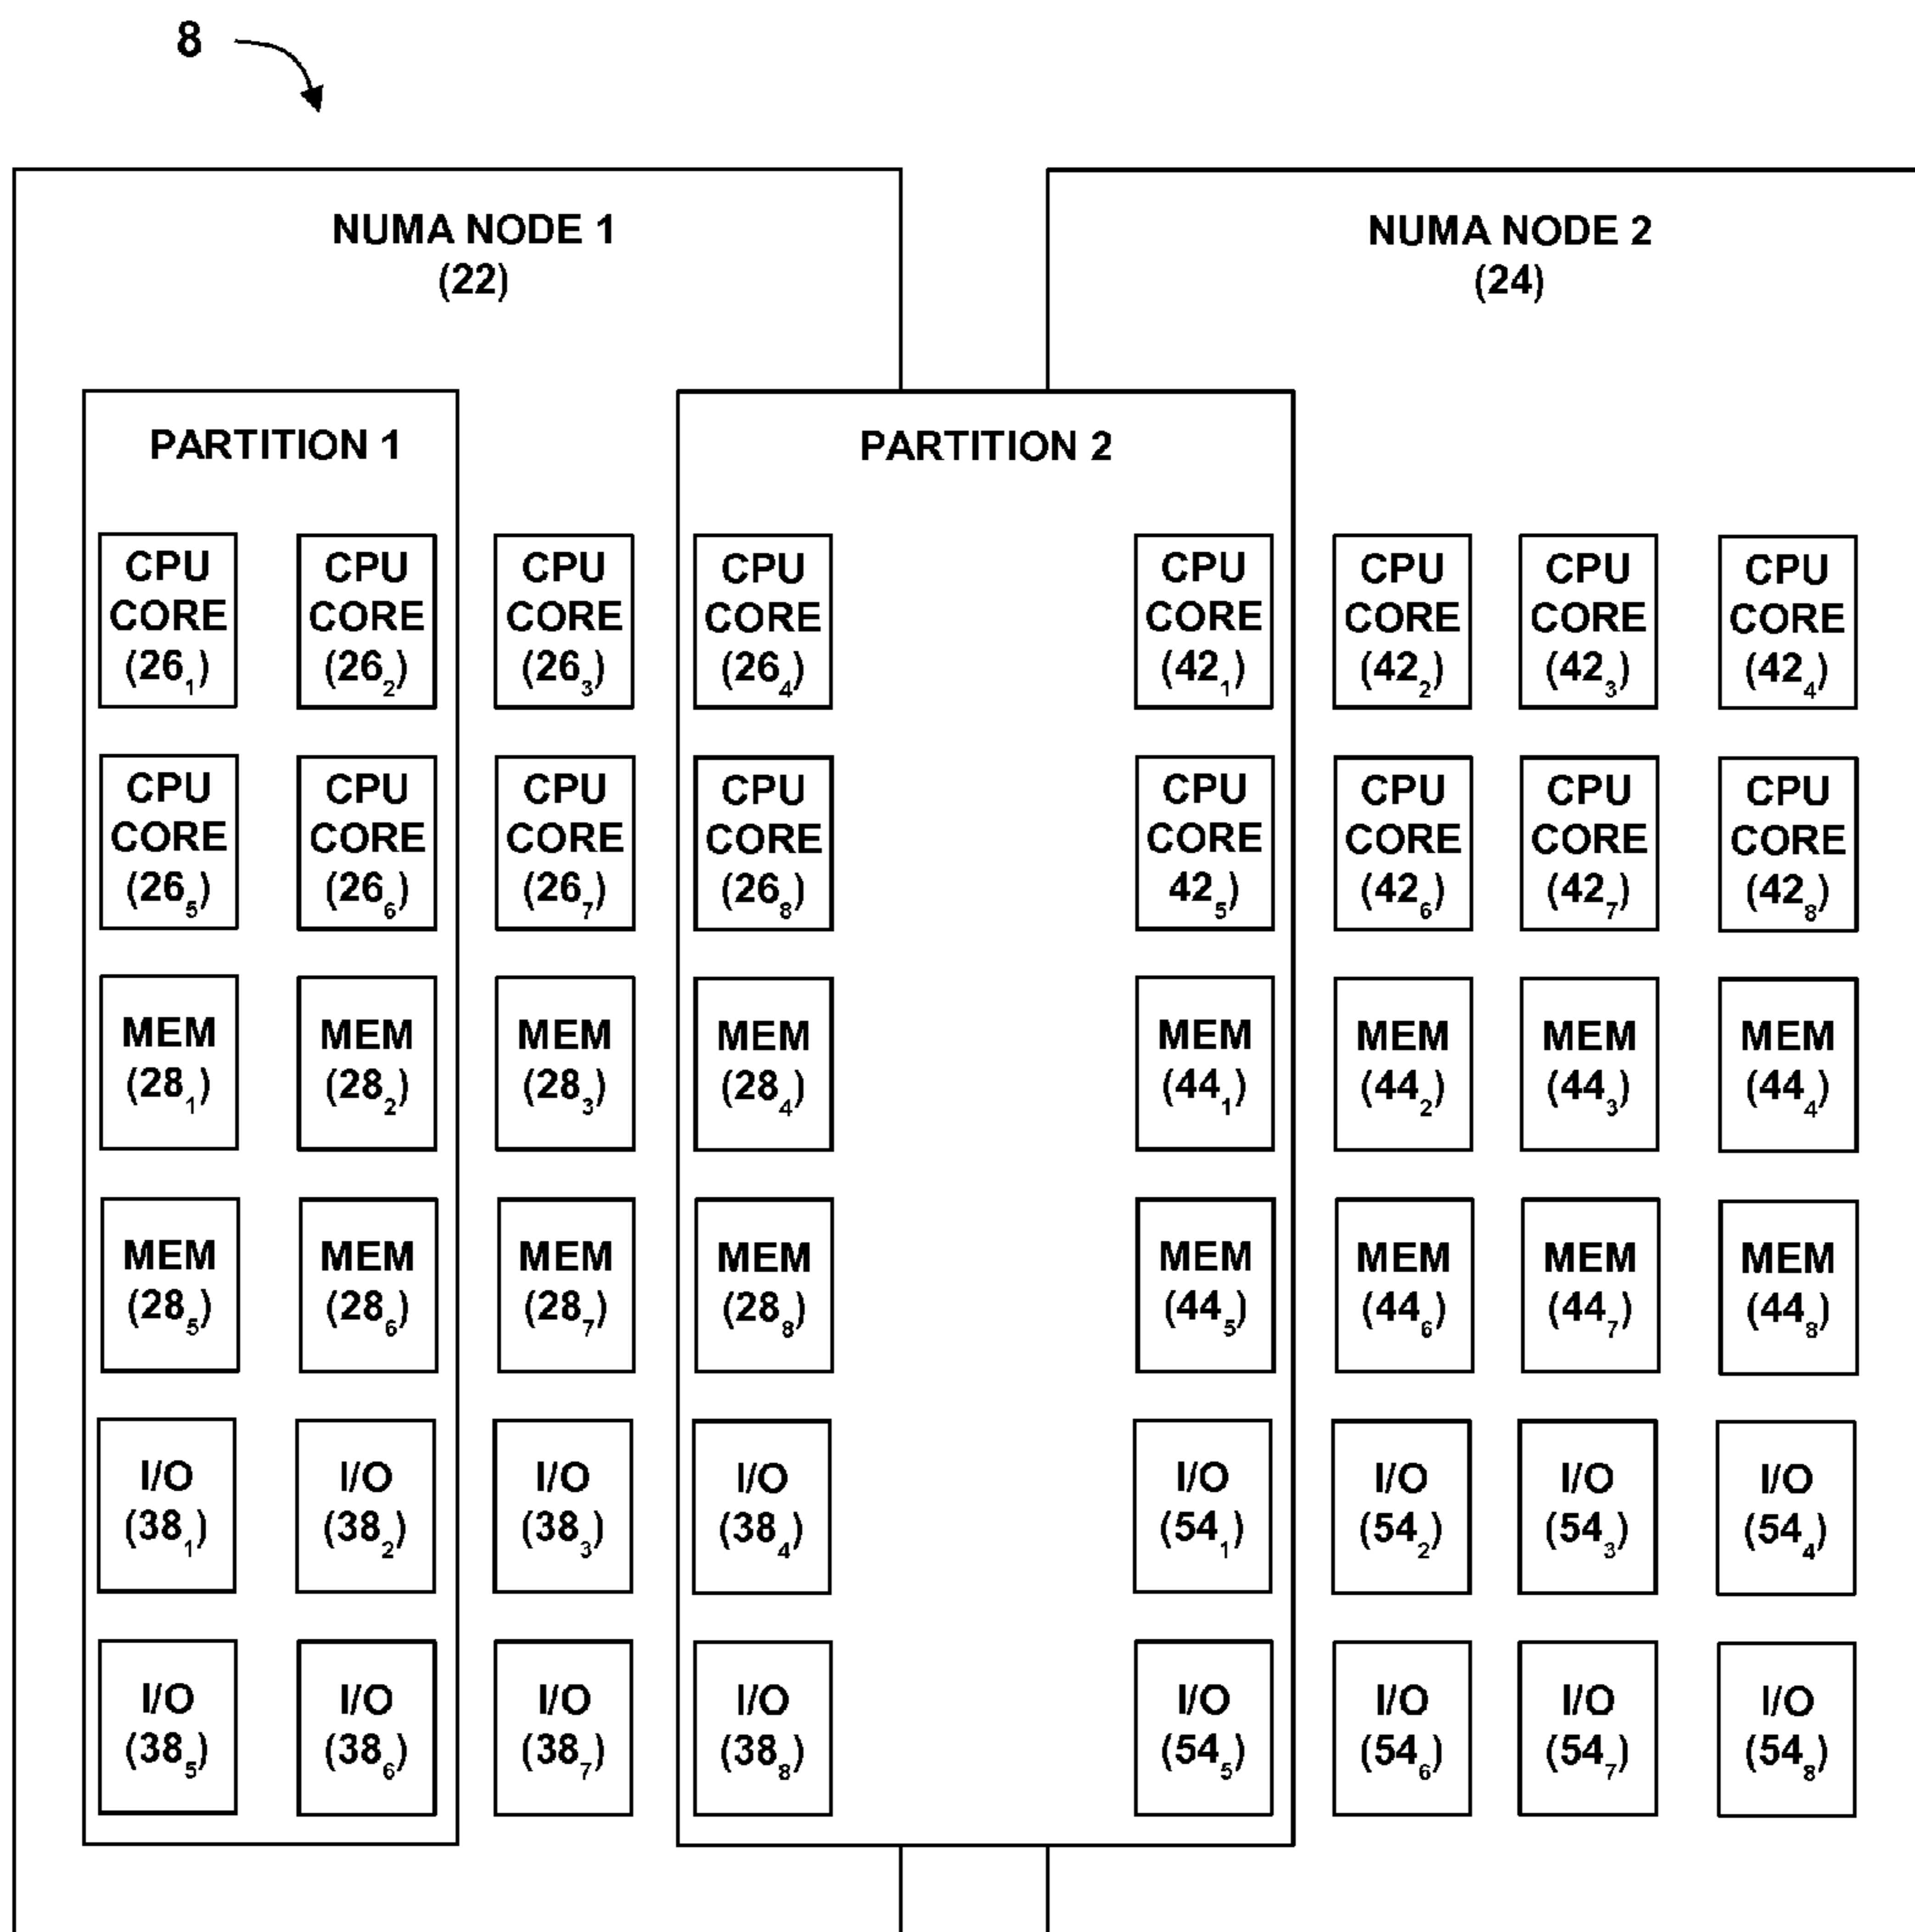 8
NUMA NODE 1
(22)
NUMA NODE 2
(24)
PARTITION 1
PARTITION 2
CPU CORE (26₁)
CPU CORE (26₂)
CPU CORE (26₃)
CPU CORE (26₄)
CPU CORE (42₁)
CPU CORE (42₂)
CPU CORE (42₃)
CPU CORE (42₄)
CPU CORE (26₅)
CPU CORE (26₆)
CPU CORE (26₇)
CPU CORE (26₈)
CPU CORE 42₅)
CPU CORE (42₆)
CPU CORE (42₇)
CPU CORE (42₈)
MEM (28₁)
MEM (28₂)
MEM (28₃)
MEM (28₄)
MEM (44₁)
MEM (44₂)
MEM (44₃)
MEM (44₄)
MEM (28₅)
MEM (28₆)
MEM (28₇)
MEM (28₈)
MEM (44₅)
MEM (44₆)
MEM (44₇)
MEM (44₈)
I/O (38₁)
I/O (38₂)
I/O (38₃)
I/O (38₄)
I/O (54₁)
I/O (54₂)
I/O (54₃)
I/O (54₄)
I/O (38₅)
I/O (38₆)
I/O (38₇)
I/O (38₈)
I/O (54₅)
I/O (54₆)
I/O (54₇)
I/O (54₈)